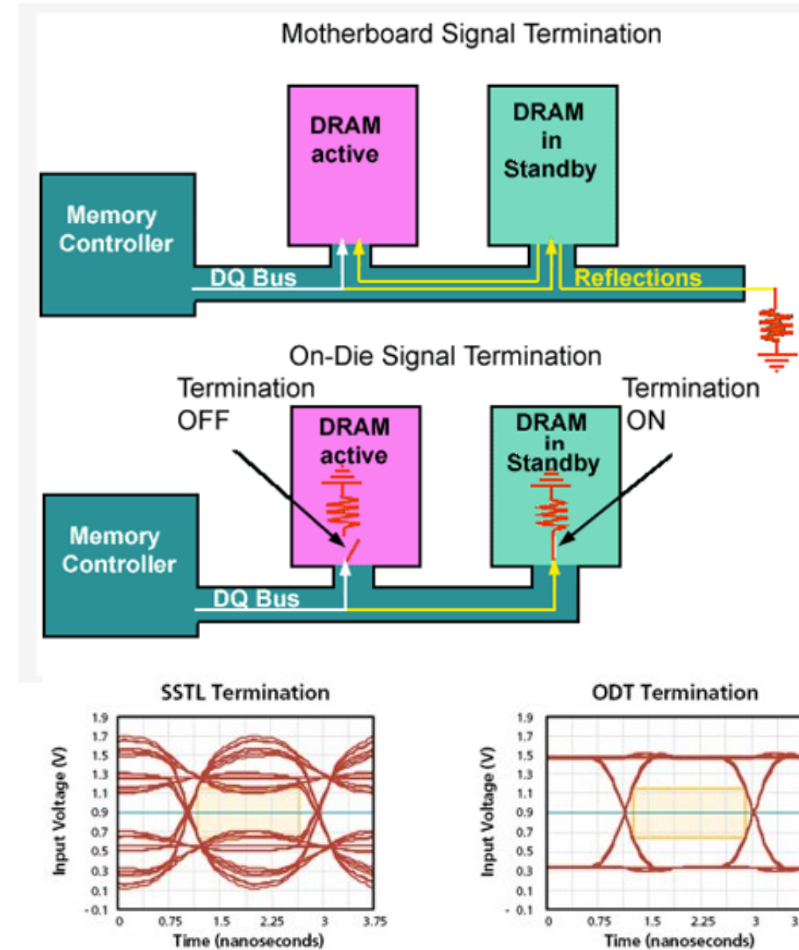 Motherboard Signal Termination
DRAM
active
DRAM
in
Standby
Memory
Controller
DQ Bus
Reflections
On-Die Signal Termination
Termination
OFF
Termination
ON
DRAM
active
DRAM
in
Standby
Memory
Controller
DQ Bus
SSTL Termination
Input Voltage (V)
1.9
1.7
1.5
1.3
1.1
0.9
0.7
0.5
0.3
0.1
- 0.1
0 0.75 1.5 2.25 3 3.75
Time (nanoseconds)
ODT Termination
Input Voltage (V)
1.9
1.7
1.5
1.3
1.1
0.9
0.7
0.5
0.3
0.1
- 0.1
0 0.75 1.5 2.25 3
Time (nanoseconds)